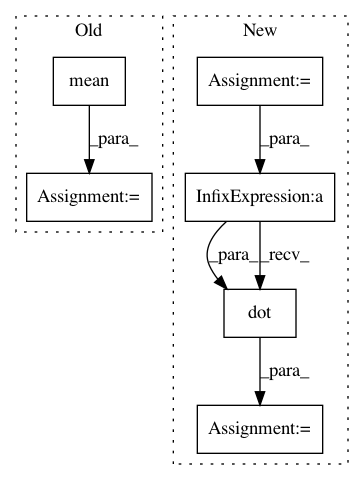 Old
New
mean
Assignment:=
_para_
_para_
Assignment:=
InfixExpression:a
_para_
_recv_
dot
_para_
Assignment:=